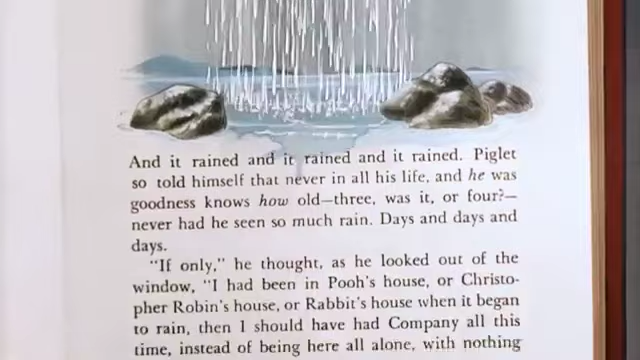 And it rained and it rained and it rained. Piglet
so told himself that never in all his life, and he was
goodness knows how old—three, was it, or four?—
never had he seen so much rain. Days and days and
days.
"If only," he thought, as he looked out of the
window, "I had been in Pooh's house, or Christo-
pher Robin's house, or Rabbit's house when it began
to rain, then I should have had Company all this
time, instead of being here all alone, with nothing